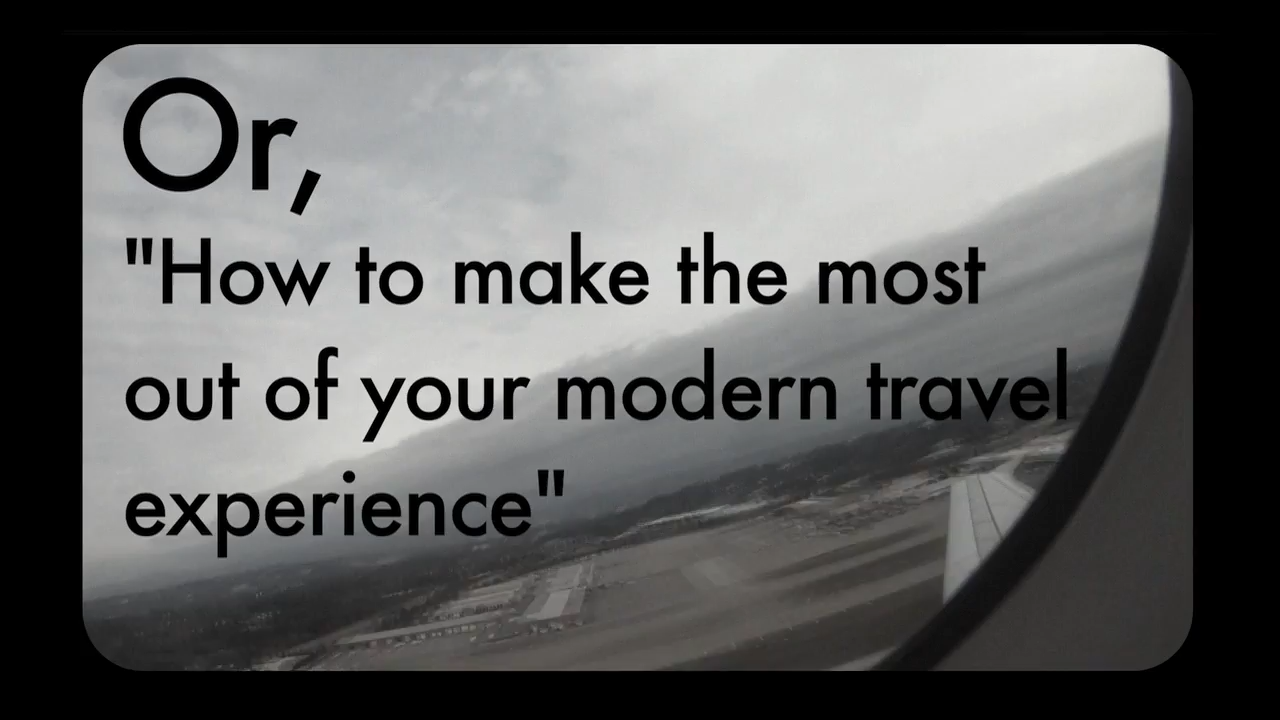 Or,
"How to make the most
out of your modern travel
experience"